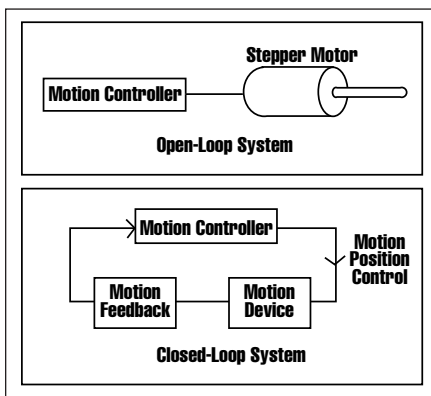 Stepper Motor
Motion Controller
Open-Loop System
Motion Controller
Motion
Position
Control
Motion
Feedback
Motion
Device
Closed-Loop System